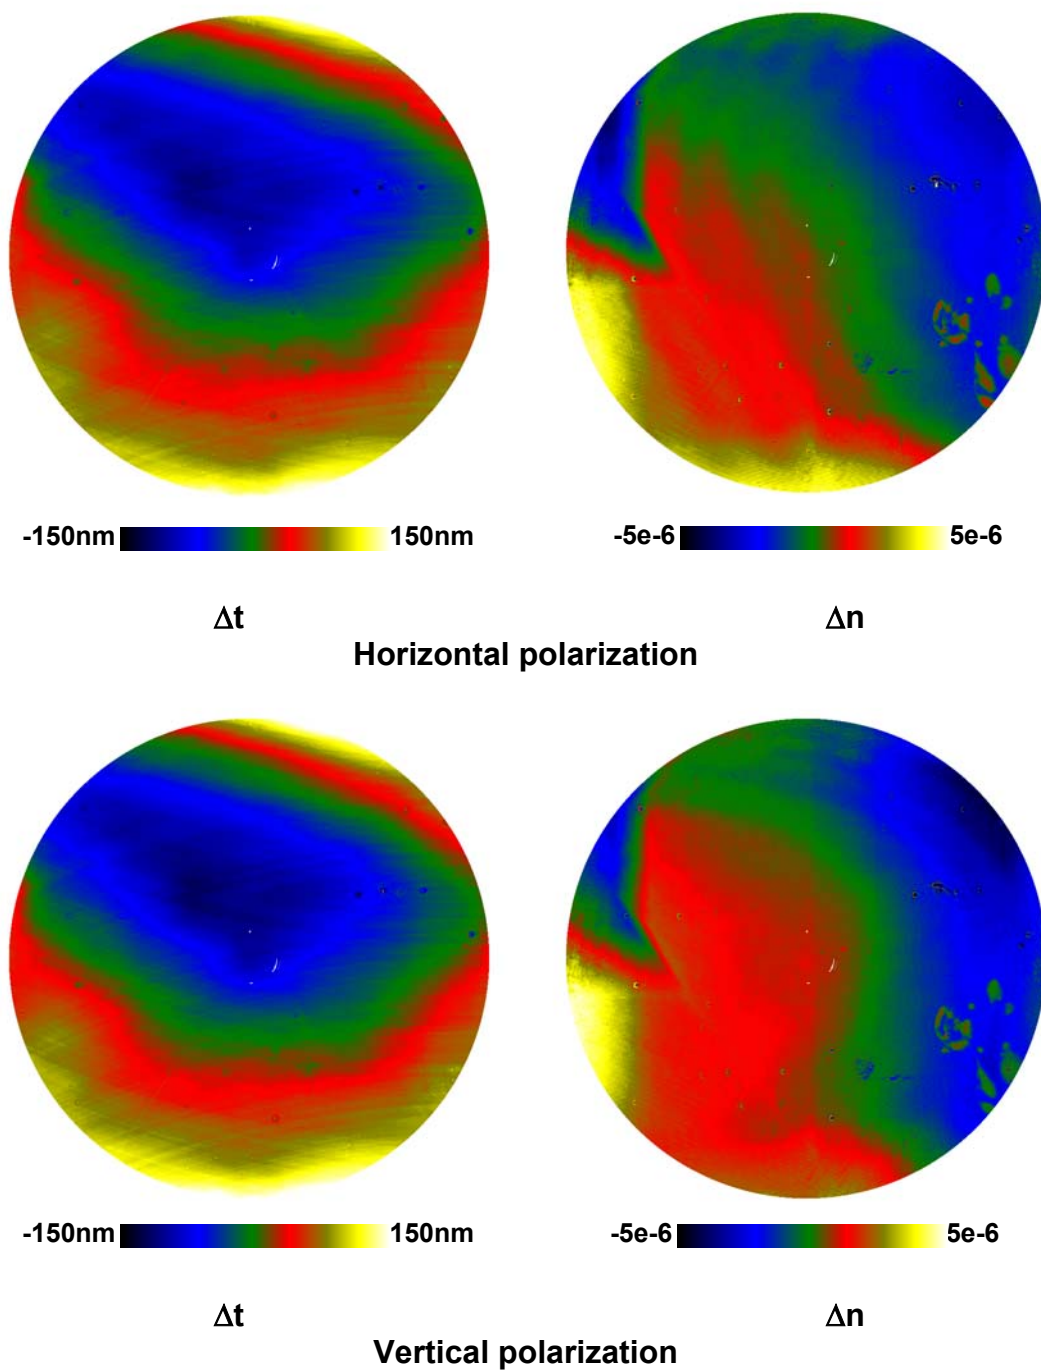 -150nm 150nm -5e-6 5e-6
Δt Δn
Horizontal polarization
-150nm 150nm -5e-6 5e-6
Δt Δn
Vertical polarization